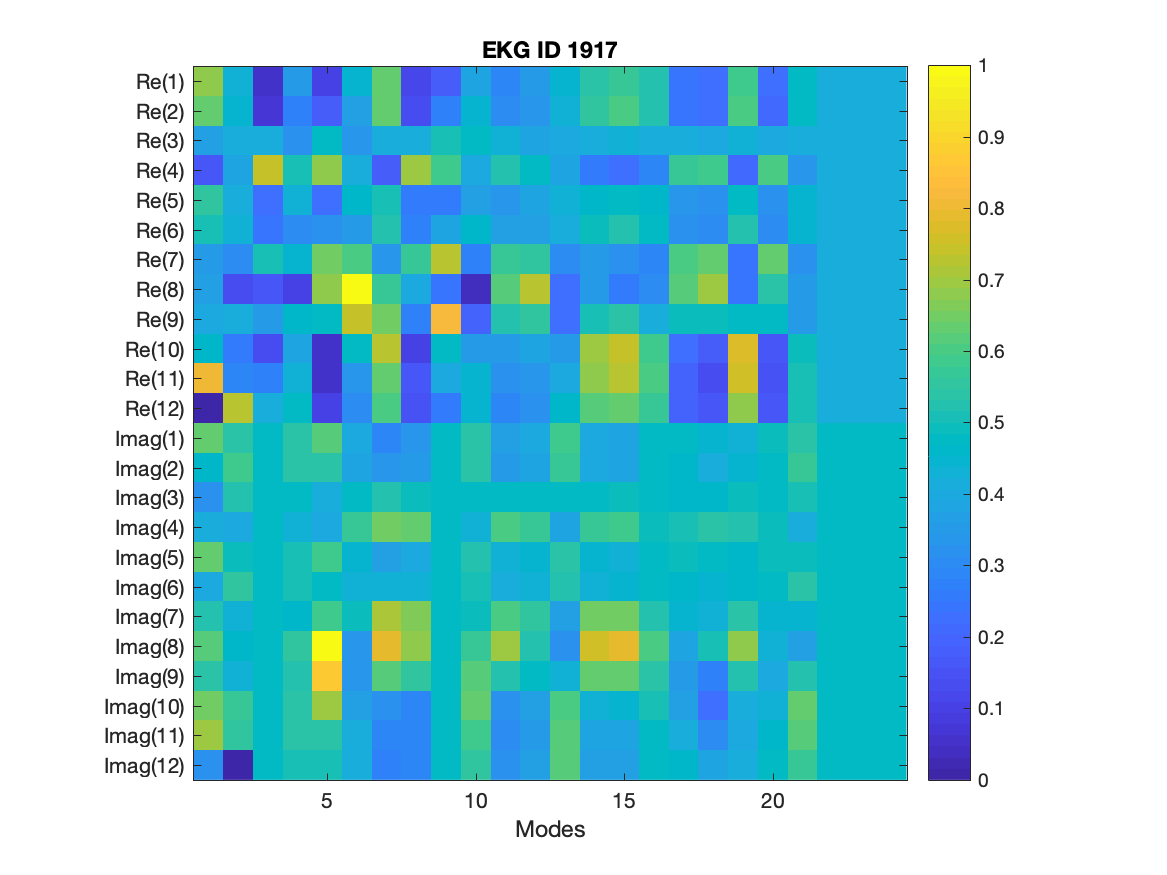 EKG ID 1917
Re(1)
Re(2)
Re(3)
Re(4)
Re(5)
Re(6)
Re(7)
Re(8)
Re(9)
Re(10)
Re(11)
Re(12)
Imag(1)
Imag(2)
Imag(3)
Imag(4)
Imag(5)
Imag(6)
Imag(7)
Imag(8)
Imag(9)
Imag(10)
Imag(11)
Imag(12)
5 10 15 20
Modes
1
0.9
0.8
0.7
0.6
0.5
0.4
0.3
0.2
0.1
0